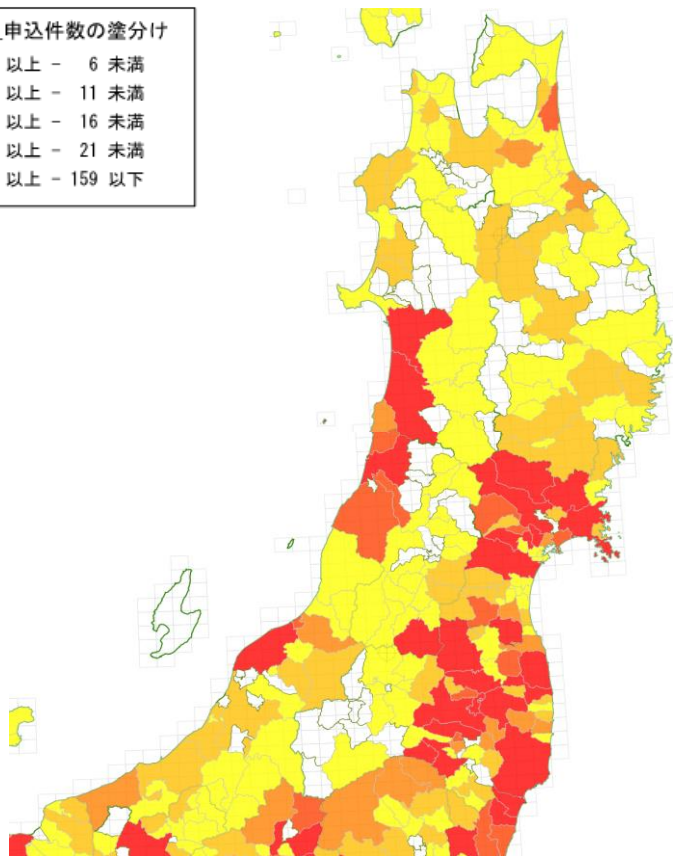 申込件数の塗分け
以上 － 6 未満
以上 － 11 未満
以上 － 16 未満
以上 － 21 未満
以上 － 159 以下